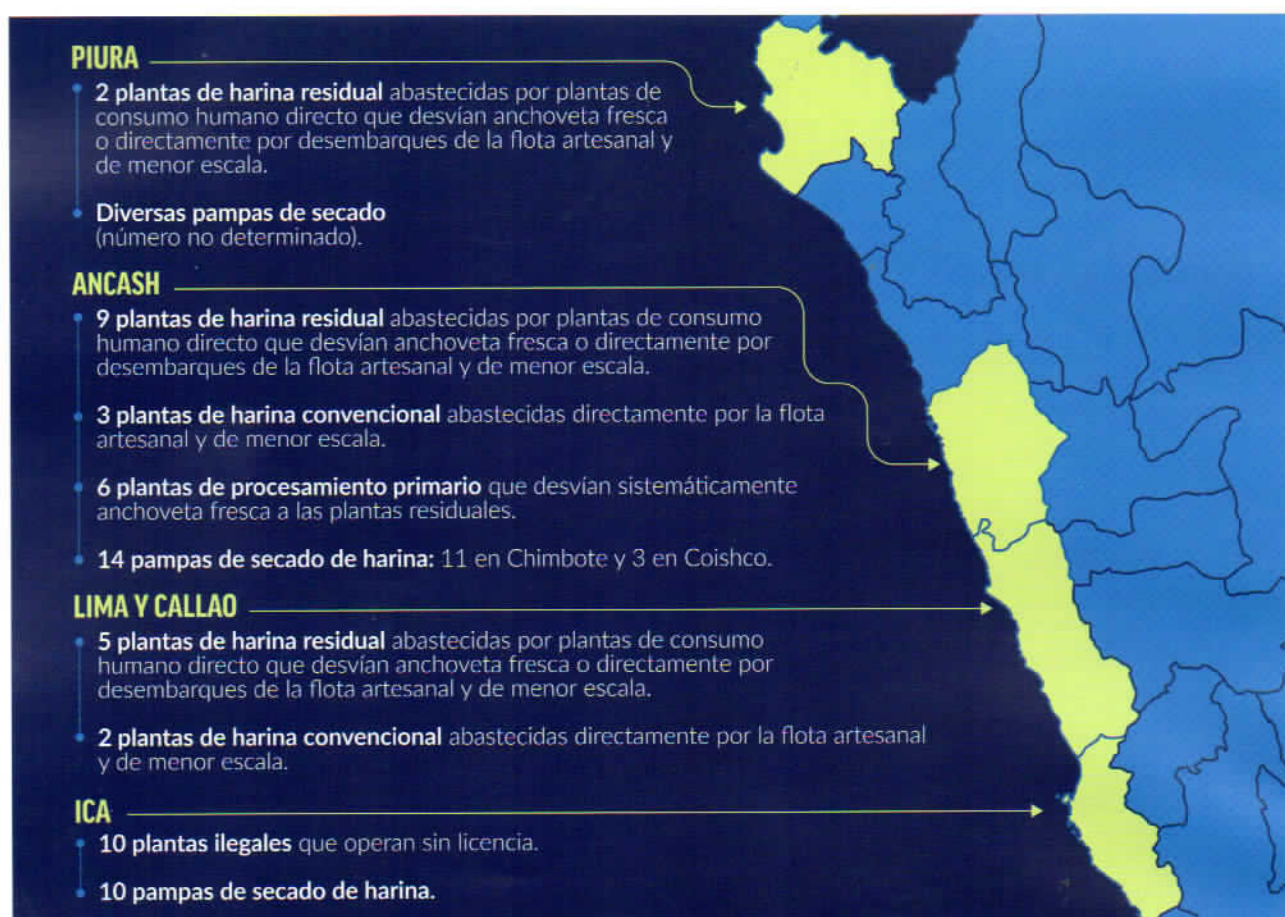 PIURA
2 plantas de harina residual abastecidas por plantas de
consumo humano directo que desvían anchoveta fresca
o directamente por desembarques de la flota artesanal y
de menor escala.
Diversas pampas de secado
(número no determinado).
ANCASH
9 plantas de harina residual abastecidas por plantas de consumo
humano directo que desvían anchoveta fresca o directamente por
desembarques de la flota artesanal y de menor escala.
3 plantas de harina convencional abastecidas directamente por la flota
artesanal y de menor escala.
6 plantas de procesamiento primario que desvían sistemáticamente
anchoveta fresca a las plantas residuales.
14 pampas de secado de harina: 11 en Chimbote y 3 en Coishco.
LIMA Y CALLAO
5 plantas de harina residual abastecidas por plantas de consumo
humano directo que desvían anchoveta fresca o directamente por
desembarques de la flota artesanal y de menor escala.
2 plantas de harina convencional abastecidas directamente por la flota artesanal
y de menor escala.
ICA
10 plantas ilegales que operan sin licencia.
10 pampas de secado de harina.